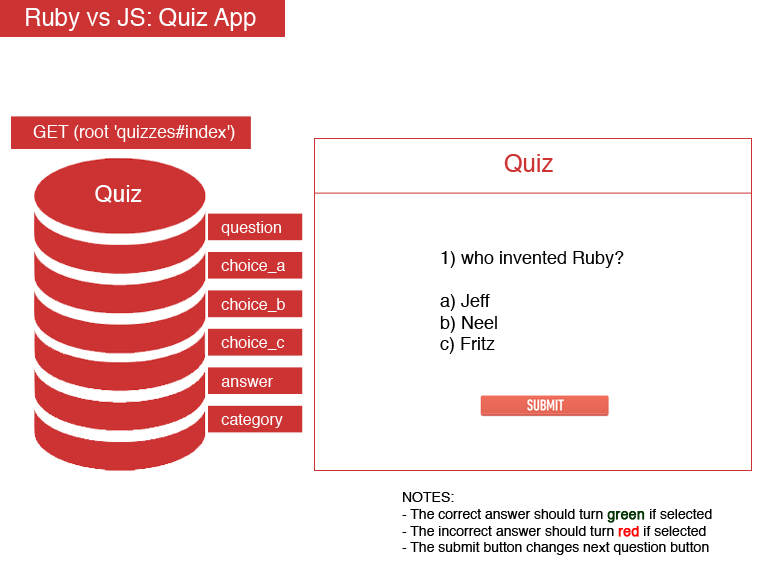 Ruby vs JS: Quiz App
GET (root 'quizzes#index')
Quiz
question
choice_a
choice_b
choice_c
answer
category
Quiz
1) who invented Ruby?
a) Jeff
b) Neel
c) Fritz
SUBMIT
NOTES:
- The correct answer should turn green if selected
- The incorrect answer should turn red if selected
- The submit button changes next question button